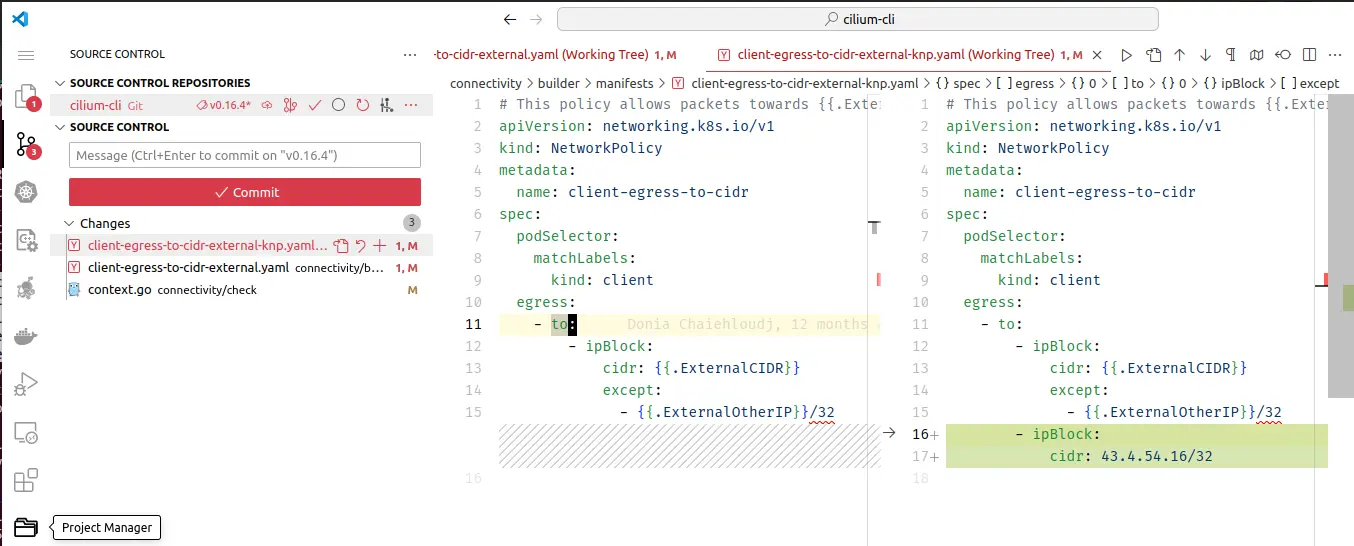 cilium-cli
SOURCE CONTROL
SOURCE CONTROL REPOSITORIES
cilium-cli Git v0.16.4*
SOURCE CONTROL
Message (Ctrl+Enter to commit on "v0.16.4")
Commit
Changes 3
client-egress-to-cidr-external-knp.yaml... 1, M
client-egress-to-cidr-external.yaml connectivity/b... 1, M
context.go connectivity/check M
1
3
Project Manager
-to-cidr-external.yaml (Working Tree) 1, M
client-egress-to-cidr-external-knp.yaml (Working Tree) 1, M
connectivity > builder > manifests > client-egress-to-cidr-external-knp.yaml > {} spec > [ ] egress > {} 0 > [ ] to > {} 0 > {} ipBlock > [ ] except
1 # This policy allows packets towards {{.Exter
2 apiVersion: networking.k8s.io/v1
3 kind: NetworkPolicy
4 metadata:
5 name: client-egress-to-cidr
6 spec:
7 podSelector:
8 matchLabels:
9 kind: client
10 egress:
11 - to: Donia Chaiehloudj, 12 months
12 - ipBlock:
13 cidr: {{.ExternalCIDR}}
14 except:
15 - {{.ExternalOtherIP}}/32
16
1 # This policy allows packets towards {{.Exter
2 apiVersion: networking.k8s.io/v1
3 kind: NetworkPolicy
4 metadata:
5 name: client-egress-to-cidr
6 spec:
7 podSelector:
8 matchLabels:
9 kind: client
10 egress:
11 - to:
12 - ipBlock:
13 cidr: {{.ExternalCIDR}}
14 except:
15 - {{.ExternalOtherIP}}/32
16+ - ipBlock:
17+ cidr: 43.4.54.16/32
18